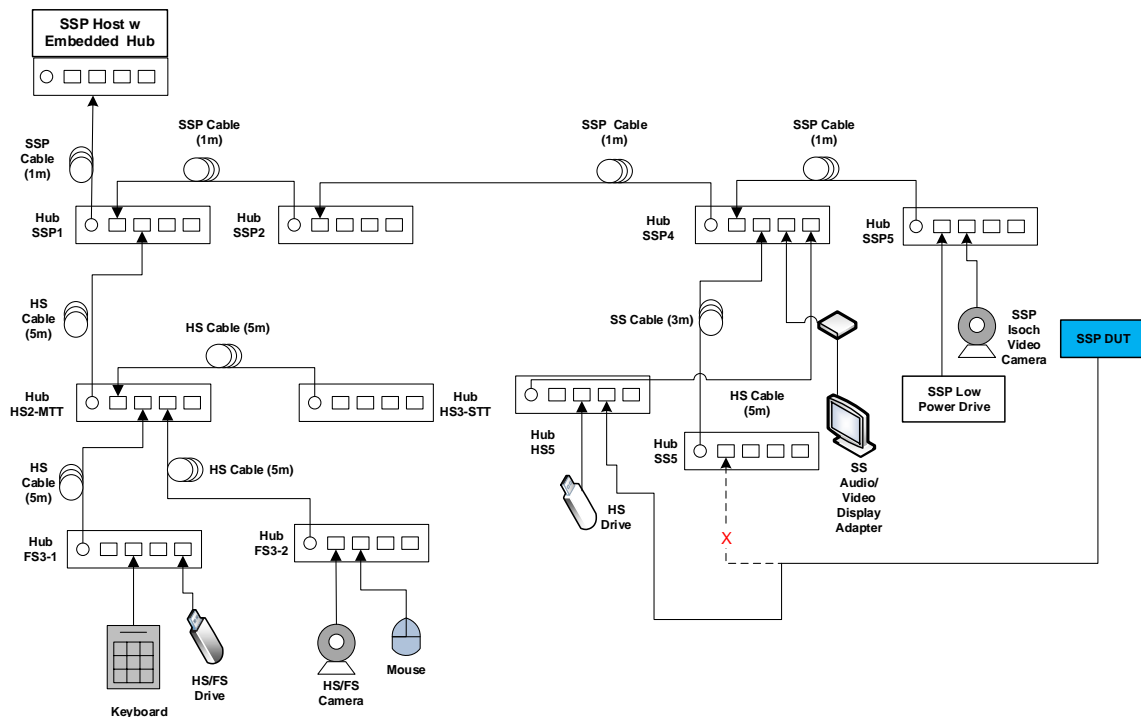 SSP Host w
Embedded Hub
SSP
Cable
(1m)
SSP Cable
(1m)
SSP Cable
(1m)
SSP Cable
(1m)
Hub
SSP1
Hub
SSP2
Hub
SSP4
Hub
SSP5
HS
Cable
(5m)
HS Cable (5m)
SS Cable (3m)
SSP
Isoch
Video
Camera
SSP DUT
SSP Low
Power Drive
Hub
HS2-MTT
Hub
HS3-STT
Hub
HS5
HS Cable
(5m)
Hub
SS5
HS
Cable
(5m)
HS Cable (5m)
HS
Drive
SS
Audio/
Video
Display
Adapter
Hub
FS3-1
Hub
FS3-2
X
Keyboard
HS/FS
Drive
HS/FS
Camera
Mouse